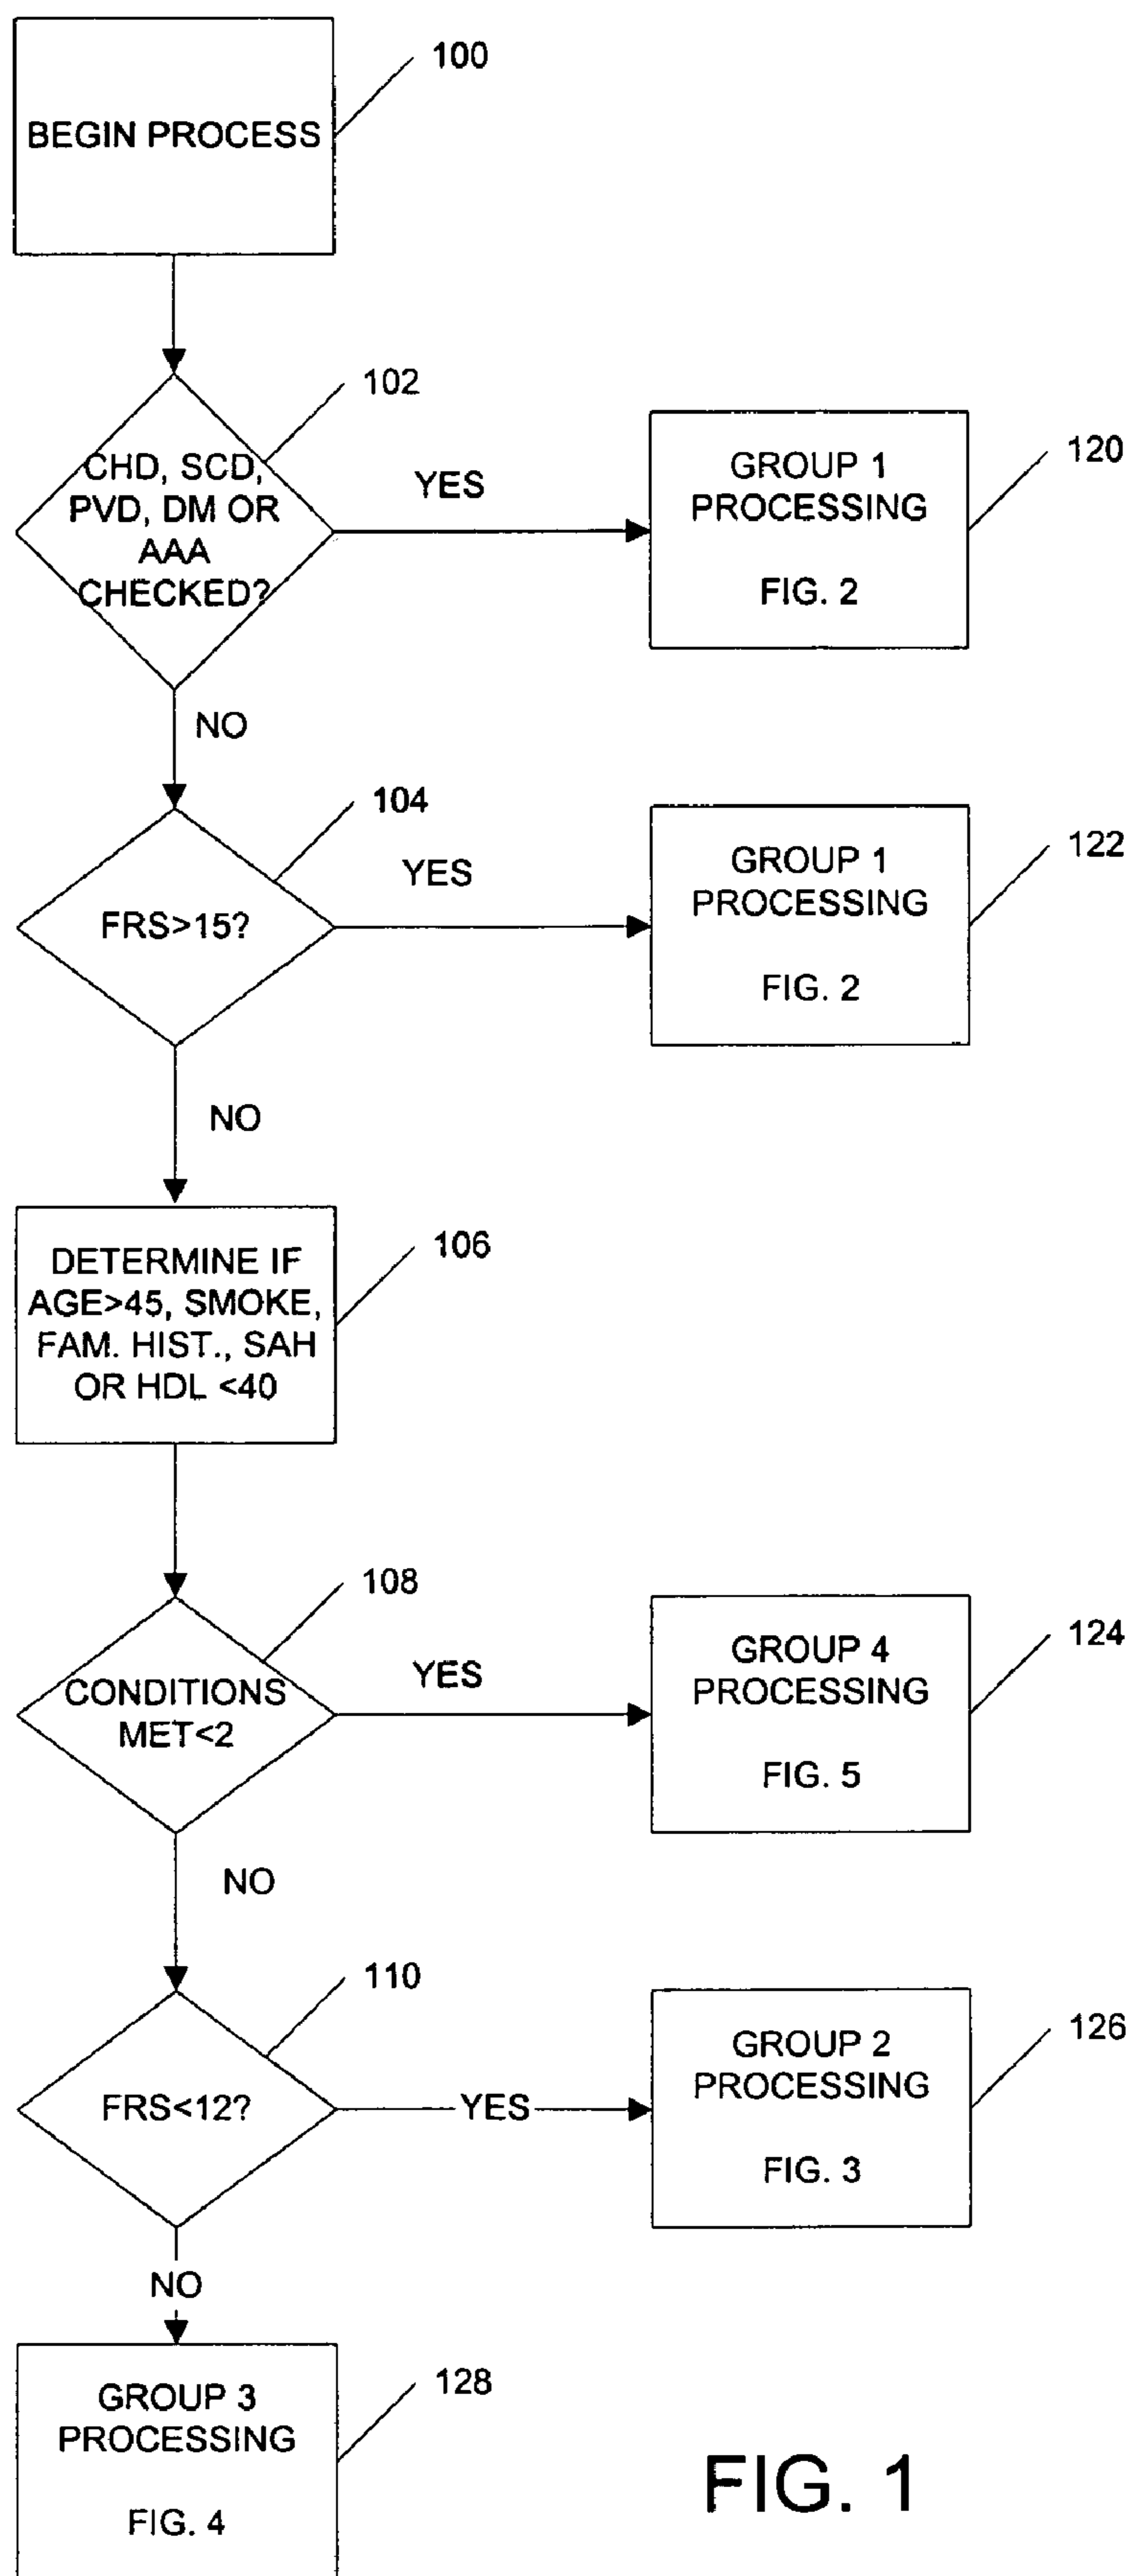 100
BEGIN PROCESS
102
CHD, SCD,
PVD, DM OR
AAA
CHECKED?
YES
120
GROUP 1
PROCESSING
FIG. 2
NO
104
FRS>15?
YES
122
GROUP 1
PROCESSING
FIG. 2
NO
106
DETERMINE IF
AGE>45, SMOKE,
FAM. HIST., SAH
OR HDL <40
108
CONDITIONS
MET<2
YES
124
GROUP 4
PROCESSING
FIG. 5
NO
110
FRS<12?
YES
126
GROUP 2
PROCESSING
FIG. 3
NO
128
GROUP 3
PROCESSING
FIG. 4
FIG. 1